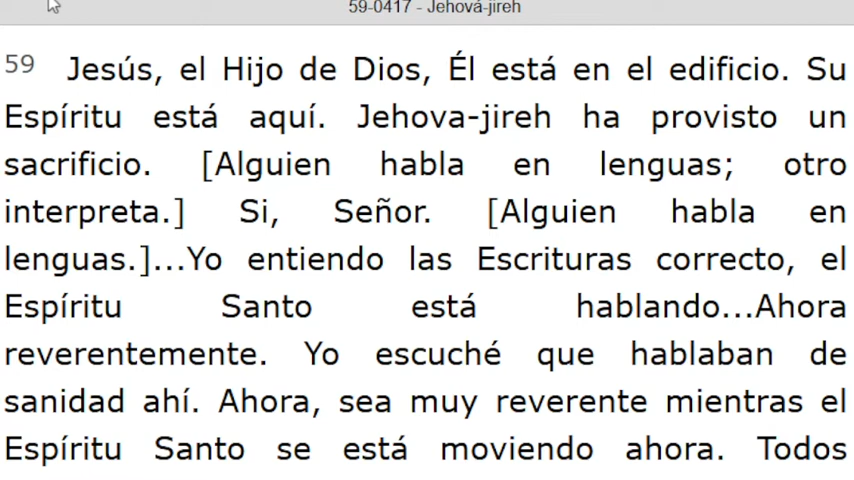 59-0417 - Jehová-jireh
59 Jesús, el Hijo de Dios, Él está en el edificio. Su
Espíritu está aquí. Jehova-jireh ha provisto un
sacrificio. [Alguien habla en lenguas; otro
interpreta.] Si, Señor. [Alguien habla en
lenguas.]...Yo entiendo las Escrituras correcto, el
Espíritu Santo está hablando...Ahora
reverentemente. Yo escuché que hablaban de
sanidad ahí. Ahora, sea muy reverente mientras el
Espíritu Santo se está moviendo ahora. Todos